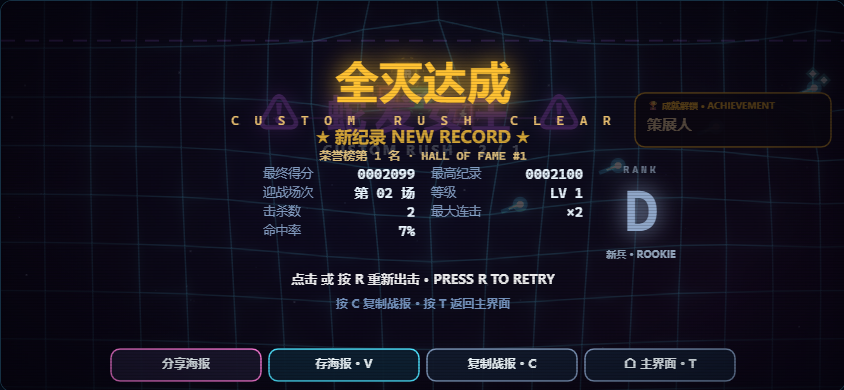 全灭达成
CUSTOM RUSH CLEAR
成就解锁 • ACHIEVEMENT
策展人
★ 新纪录 NEW RECORD ★
荣誉榜第 1 名 · HALL OF FAME #1
最终得分 0002099 最高纪录 0002100
迎战场次 第 02 场 等级 LV 1
击杀数 2 最大连击 ×2
命中率 7%
RANK
D
新兵 • ROOKIE
点击 或 按 R 重新出击 • PRESS R TO RETRY
按 C 复制战报 • 按 T 返回主界面
分享海报 存海报 • V 复制战报 • C 主界面 • T